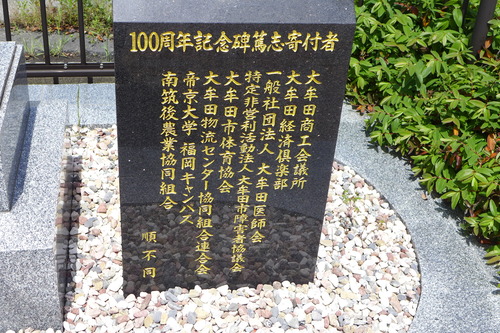 100周年記念碑篤志寄付者
大牟田商工会議所
大牟田経済倶楽部
一般社団法人 大牟田医師会
特定非営利活動法人大牟田市障害者協議会
大牟田市体育協会
大牟田物流センター協同組合連合会
帝京大学 福岡キャンパス
南筑後農業協同組合
順不同